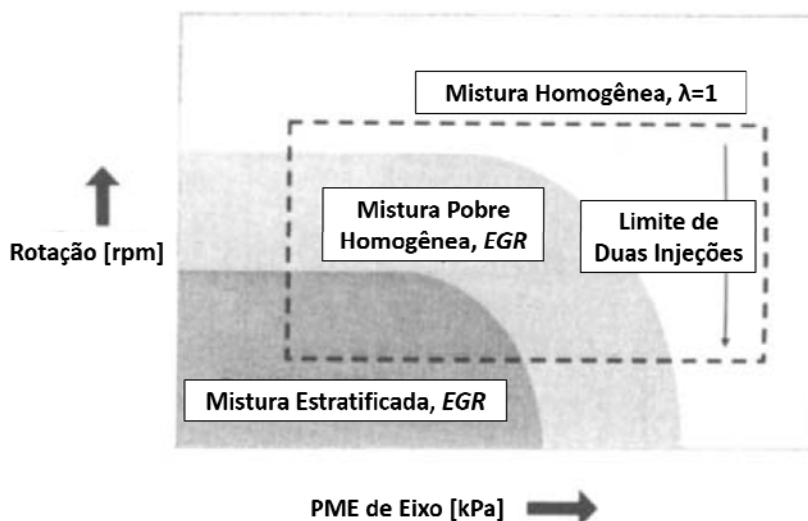 Mistura Homogênea, λ=1
Mistura Pobre
Homogênea, EGR
Limite de
Duas Injeções
Rotação [rpm]
Mistura Estratificada, EGR
PME de Eixo [kPa]